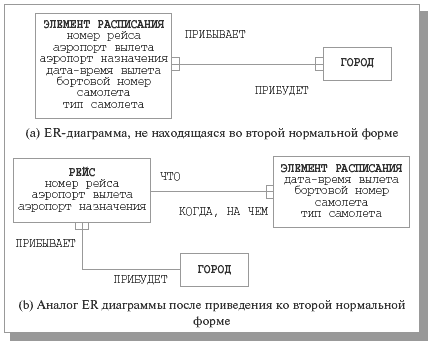 ЭЛЕМЕНТ РАСПИСАНИЯ
номер рейса
аэропорт вылета
аэропорт назначения
дата-время вылета
бортовой номер
самолета
тип самолета
ПРИБЫВАЕТ
ПРИБУДЕТ
ГОРОД
(a) ER-диаграмма, не находящаяся во второй нормальной форме
РЕЙС
номер рейса
аэропорт вылета
аэропорт назначения
ЧТО
КОГДА, НА ЧЕМ
ЭЛЕМЕНТ РАСПИСАНИЯ
дата-время вылета
бортовой номер
самолета
тип самолета
ПРИБЫВАЕТ
ПРИБУДЕТ
ГОРОД
(b) Аналог ER диаграммы после приведения ко второй нормальной
форме